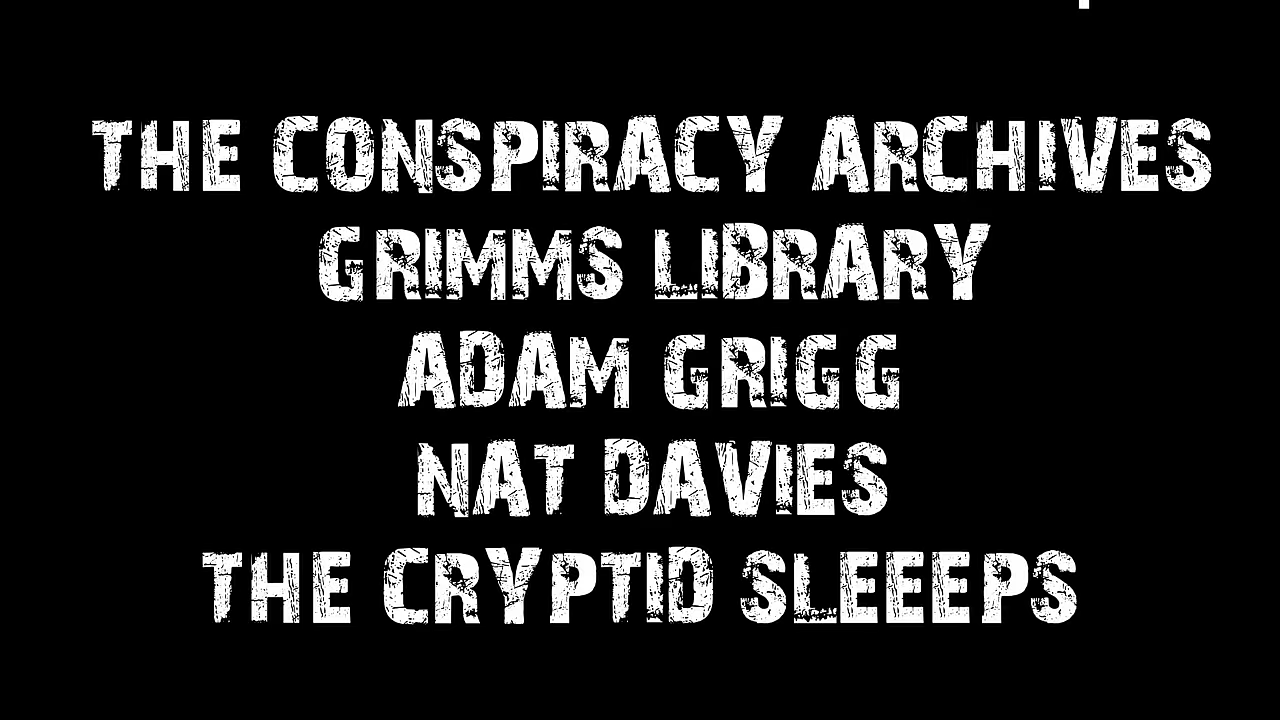 THE CONSPIRACY ARCHIVES
GRIMMS LIBRARY
ADAM GRIGG
NAT DAVIES
THE CRYPTID SLEEEPS